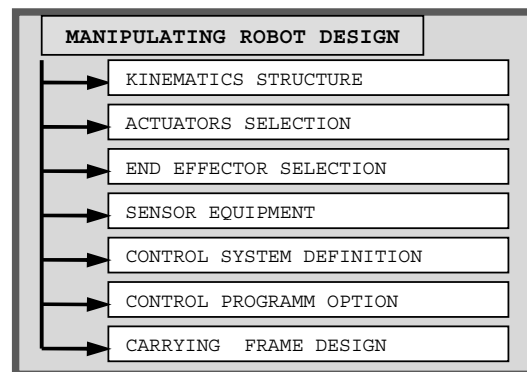 MANIPULATING ROBOT DESIGN
KINEMATICS STRUCTURE
ACTUATORS SELECTION
END EFFECTOR SELECTION
SENSOR EQUIPMENT
CONTROL SYSTEM DEFINITION
CONTROL PROGRAMM OPTION
CARRYING FRAME DESIGN